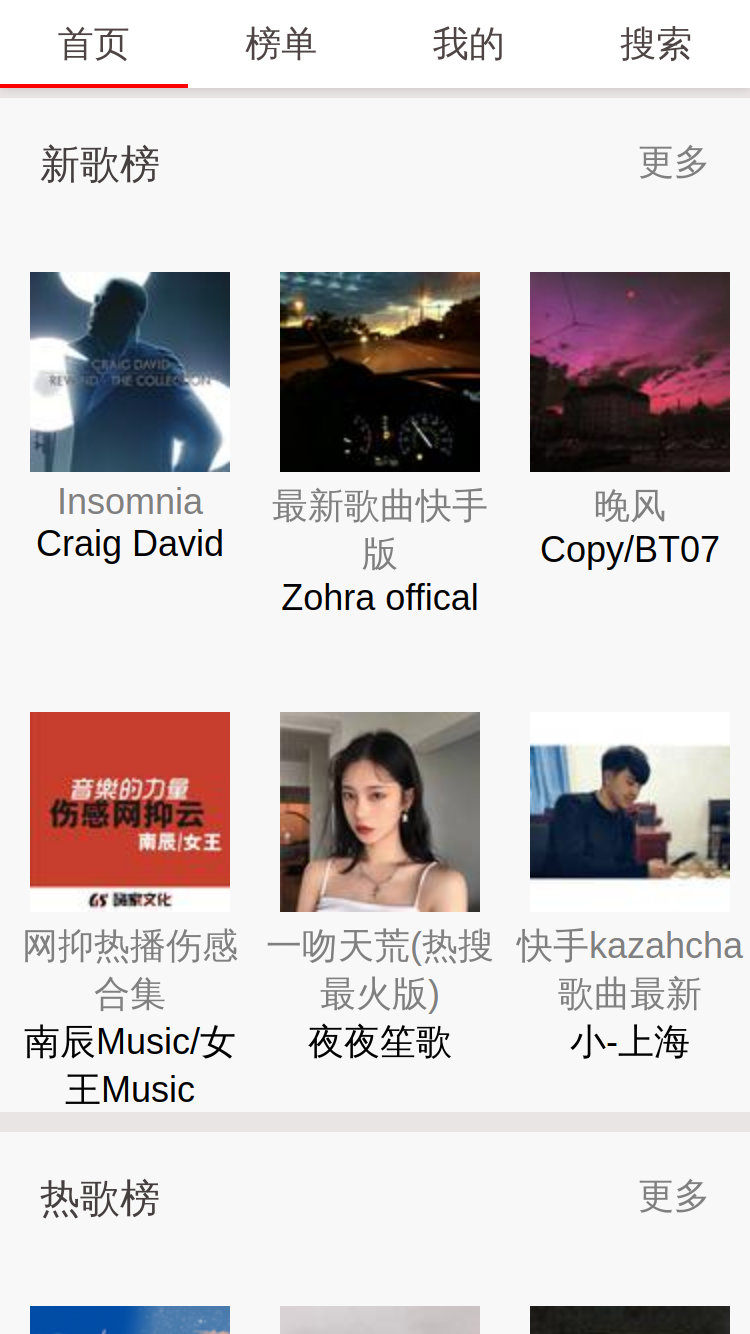 首页 榜单 我的 搜索
新歌榜 更多
CRAIG DAVID
REWIND - THE COLLECTION
Insomnia
Craig David
最新歌曲快手
版
Zohra offical
晚风
Copy/BT07
音樂的力量
伤感网抑云
南辰/女王
网抑热播伤感
合集
南辰Music/女
王Music
一吻天荒(热搜
最火版)
夜夜笙歌
快手kazahcha
歌曲最新
小-上海
热歌榜 更多